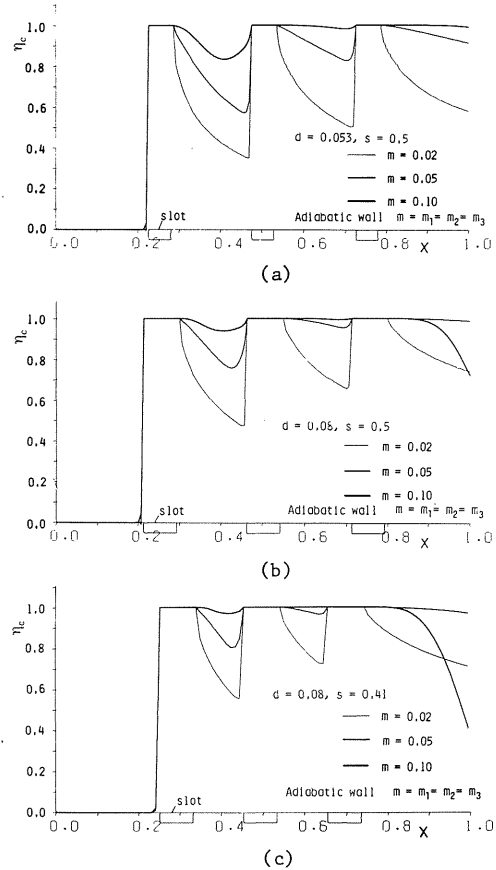 ηc
1.0
0.8
0.6
0.4
0.2
0.0
d = 0.053, s = 0.5
m = 0.02
m = 0.05
m = 0.10
slot
Adiabatic wall m = m1= m2= m3
0.0 0.2 0.4 0.6 0.8 X 1.0
(a)
ηc
1.0
0.8
0.6
0.4
0.2
0.0
d = 0.08, s = 0.5
m = 0.02
m = 0.05
m = 0.10
slot
Adiabatic wall m = m1= m2= m3
0.0 0.2 0.4 0.6 0.8 X 1.0
(b)
ηc
1.0
0.8
0.6
0.4
0.2
0.0
d = 0.08, s = 0.41
m = 0.02
m = 0.05
m = 0.10
Adiabatic wall m = m1= m2= m3
slot
0.0 0.2 0.4 0.6 0.8 X 1.0
(c)